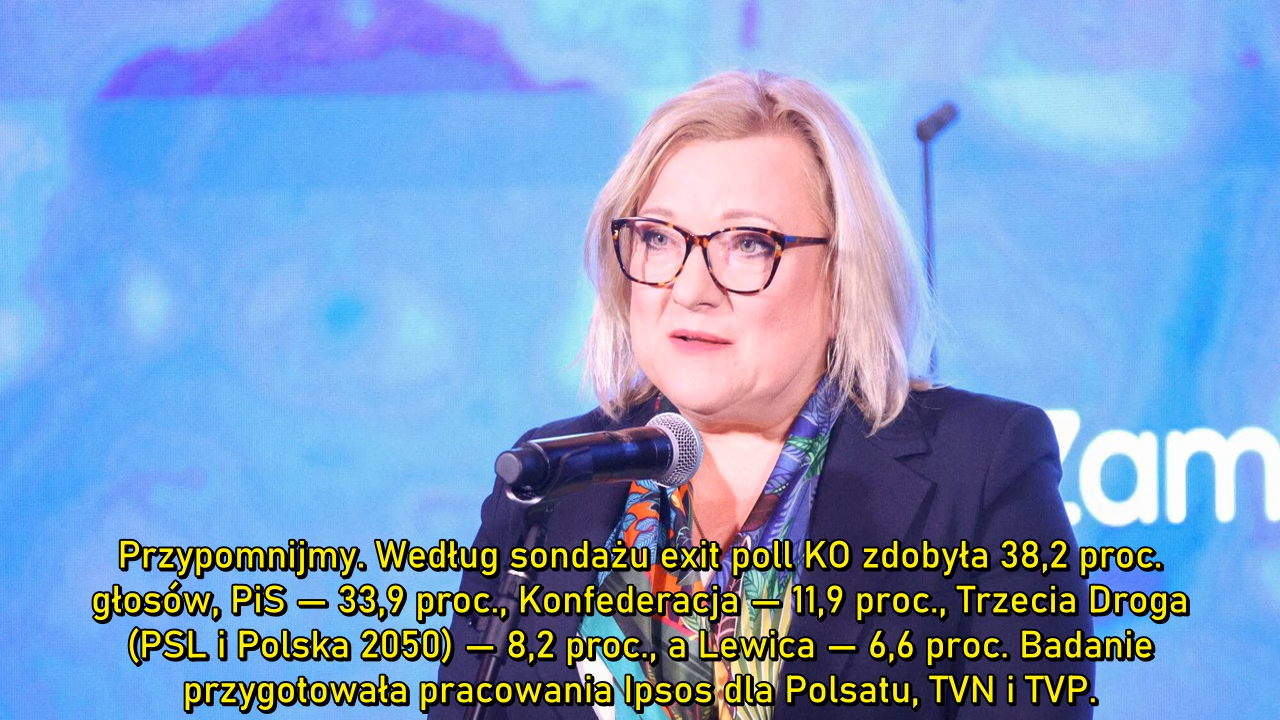 Zam
Przypomnijmy. Według sondażu exit poll KO zdobyła 38,2 proc.
głosów, PiS — 33,9 proc., Konfederacja — 11,9 proc., Trzecia Droga
(PSL i Polska 2050) — 8,2 proc., a Lewica — 6,6 proc. Badanie
przygotowała pracowania Ipsos dla Polsatu, TVN i TVP.